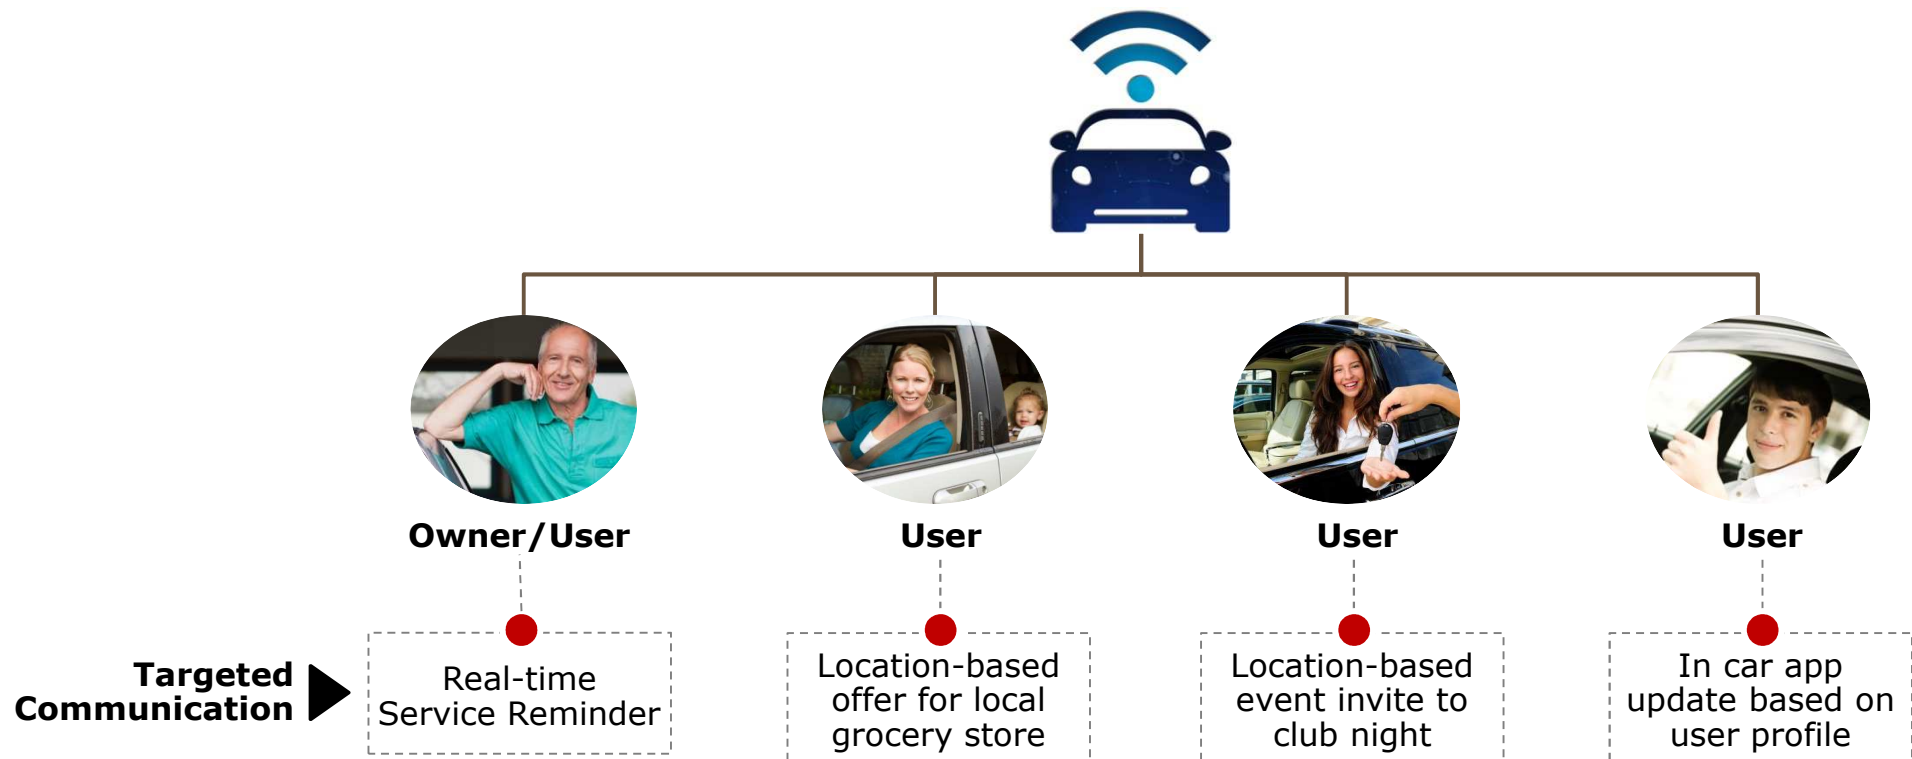 Owner/User
User
User
User
Targeted
Communication
Real-time
Service Reminder
Location-based
offer for local
grocery store
Location-based
event invite to
club night
In car app
update based on
user profile